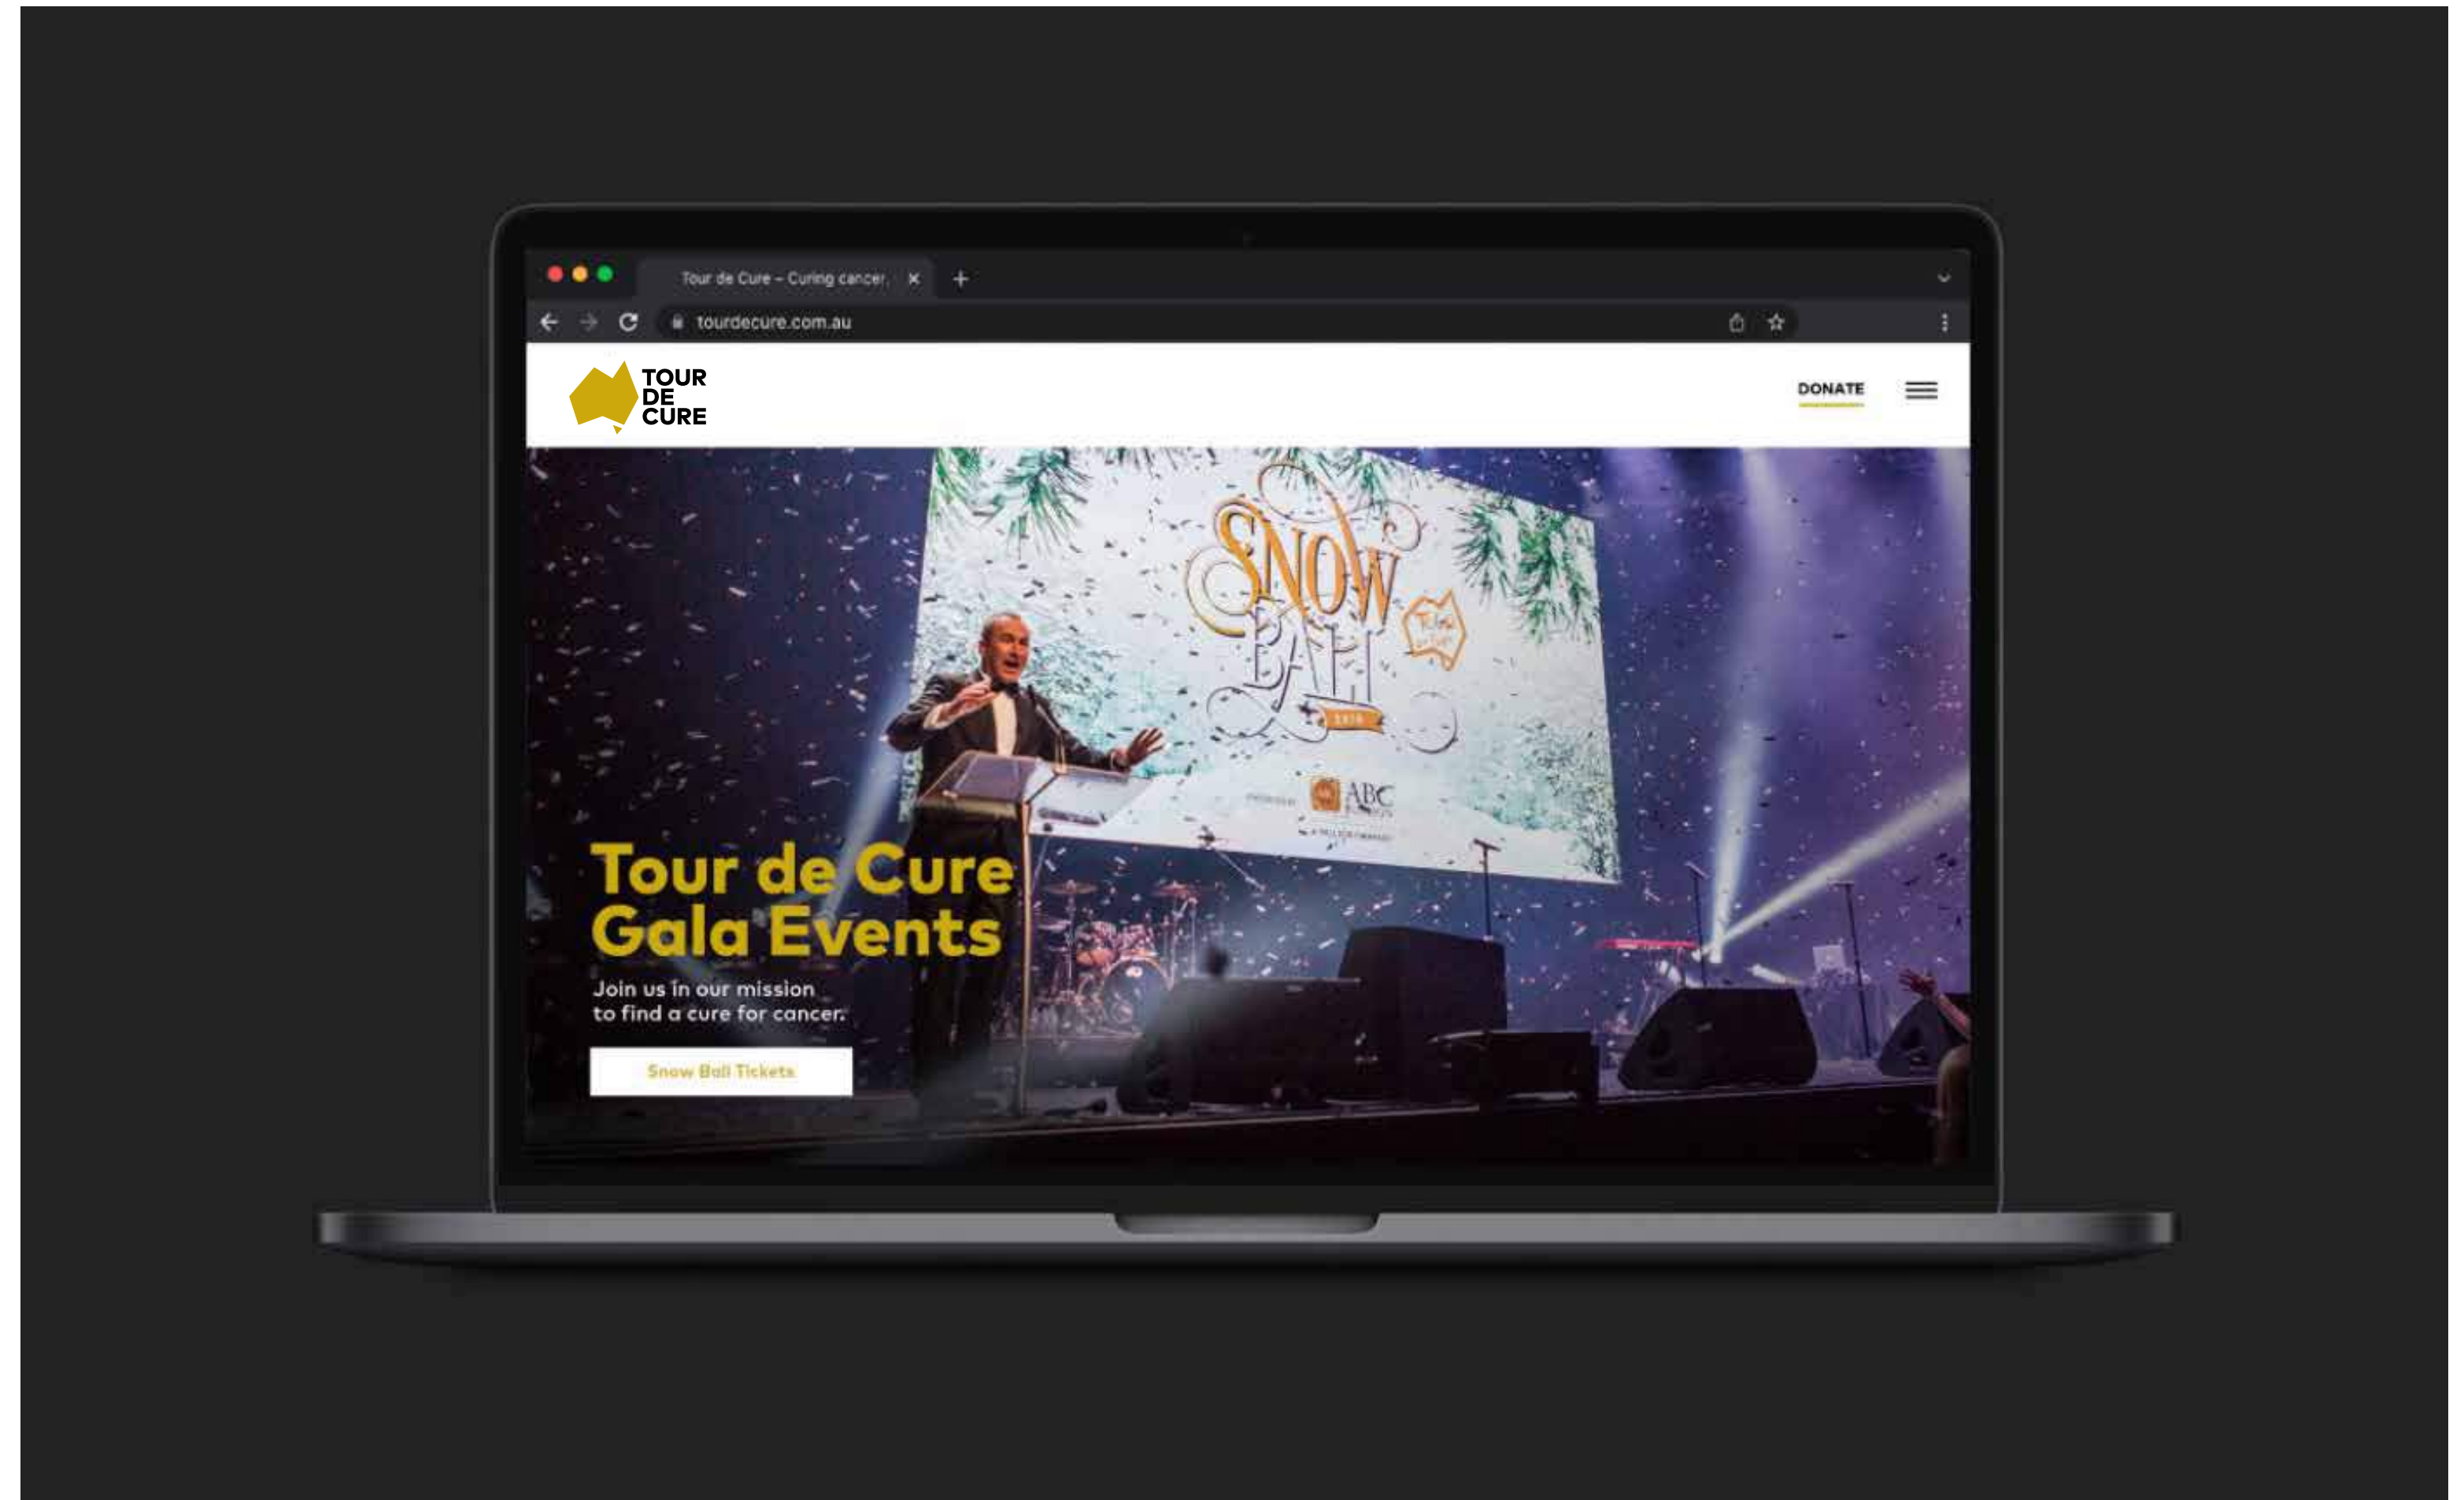 Tour de Cure – Curing cancer.
tourdecure.com.au
TOUR
DE
CURE
DONATE
SNOW
BALL
ABC
Tour de Cure
Gala Events
Join us in our mission
to find a cure for cancer.
Snow Ball Tickets